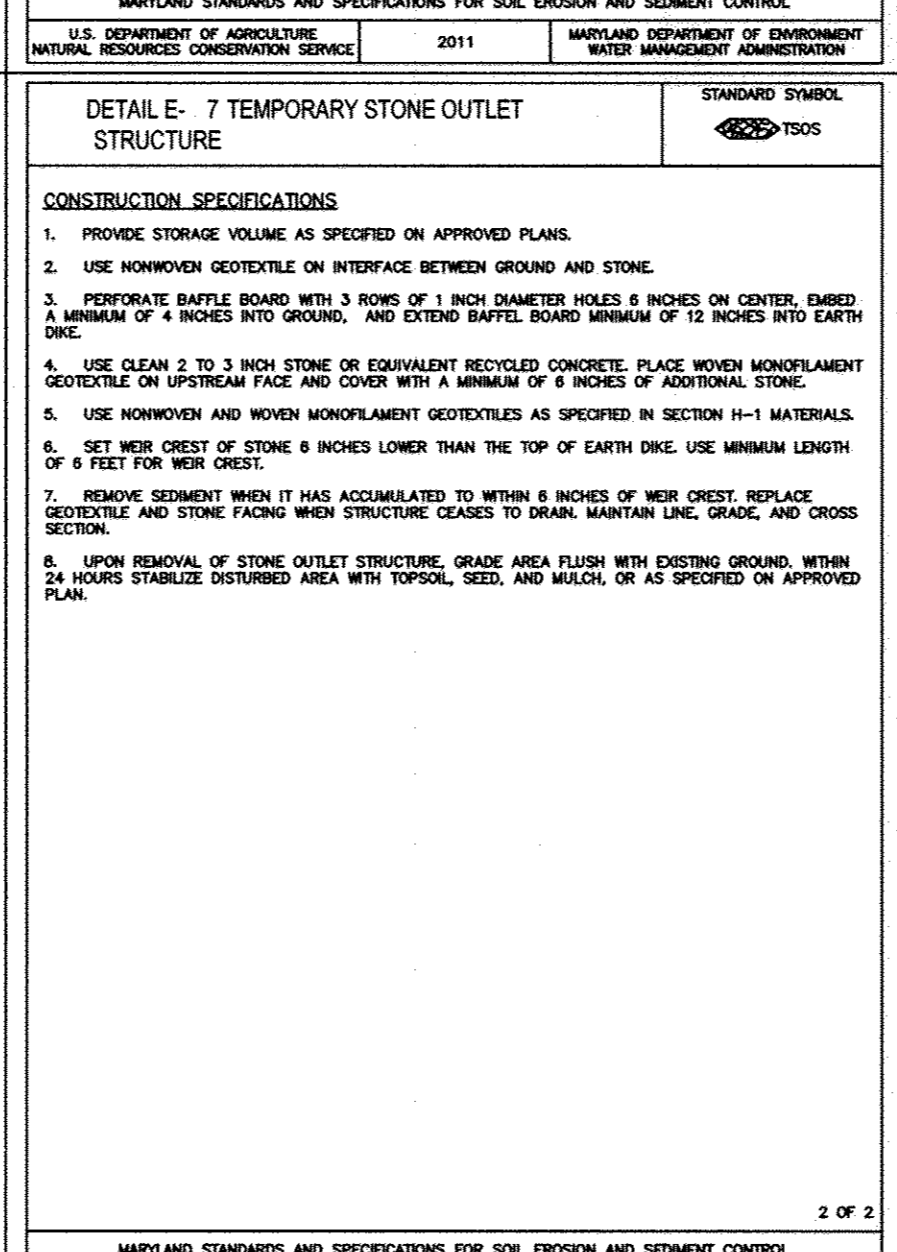 MARYLAND STANDARDS AND SPECIFICATIONS FOR SOIL EROSION AND SEDIMENT CONTROL
U.S. DEPARTMENT OF AGRICULTURE
NATURAL RESOURCES CONSERVATION SERVICE
2011
MARYLAND DEPARTMENT OF ENVIRONMENT
WATER MANAGEMENT ADMINISTRATION
DETAIL E- 7 TEMPORARY STONE OUTLET
STRUCTURE
STANDARD SYMBOL
TSOS
CONSTRUCTION SPECIFICATIONS
1. PROVIDE STORAGE VOLUME AS SPECIFIED ON APPROVED PLANS.
2. USE NONWOVEN GEOTEXTILE ON INTERFACE BETWEEN GROUND AND STONE.
3. PERFORATE BAFFLE BOARD WITH 3 ROWS OF 1 INCH DIAMETER HOLES 6 INCHES ON CENTER, EMBED
A MINIMUM OF 4 INCHES INTO GROUND, AND EXTEND BAFFEL BOARD MINIMUM OF 12 INCHES INTO EARTH
DIKE.
4. USE CLEAN 2 TO 3 INCH STONE OR EQUIVALENT RECYCLED CONCRETE. PLACE WOVEN MONOFILAMENT
GEOTEXTILE ON UPSTREAM FACE AND COVER WITH A MINIMUM OF 6 INCHES OF ADDITIONAL STONE.
5. USE NONWOVEN AND WOVEN MONOFILAMENT GEOTEXTILES AS SPECIFIED IN SECTION H-1 MATERIALS.
6. SET WEIR CREST OF STONE 6 INCHES LOWER THAN THE TOP OF EARTH DIKE. USE MINIMUM LENGTH
OF 6 FEET FOR WEIR CREST.
7. REMOVE SEDIMENT WHEN IT HAS ACCUMULATED TO WITHIN 6 INCHES OF WEIR CREST. REPLACE
GEOTEXTILE AND STONE FACING WHEN STRUCTURE CEASES TO DRAIN. MAINTAIN LINE, GRADE, AND CROSS
SECTION.
8. UPON REMOVAL OF STONE OUTLET STRUCTURE, GRADE AREA FLUSH WITH EXISTING GROUND. WITHIN
24 HOURS STABILIZE DISTURBED AREA WITH TOPSOIL, SEED, AND MULCH, OR AS SPECIFIED ON APPROVED
PLAN.
2 OF 2
MARYLAND STANDARDS AND SPECIFICATIONS FOR SOIL EROSION AND SEDIMENT CONTROL